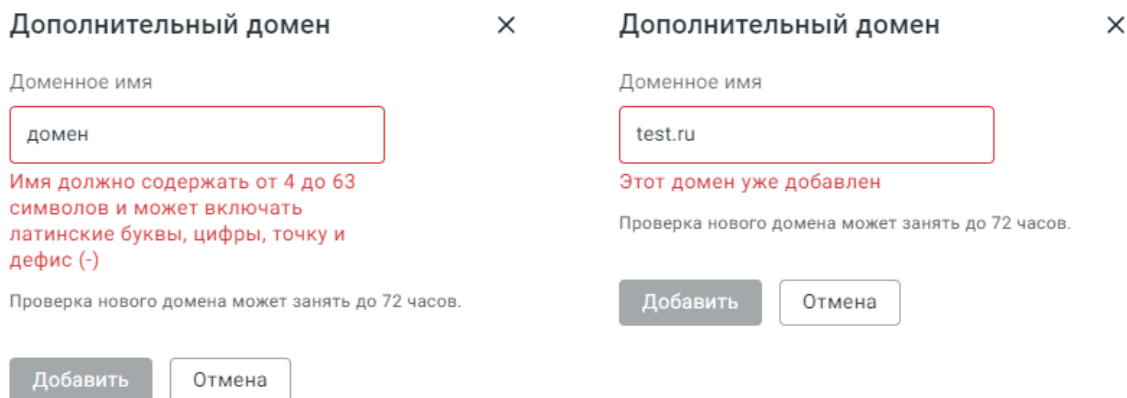 Дополнительный домен
Доменное имя
домен
Имя должно содержать от 4 до 63
символов и может включать
латинские буквы, цифры, точку и
дефис (-)
Проверка нового домена может занять до 72 часов.
Добавить
Отмена
Дополнительный домен
Доменное имя
test.ru
Этот домен уже добавлен
Проверка нового домена может занять до 72 часов.
Добавить
Отмена